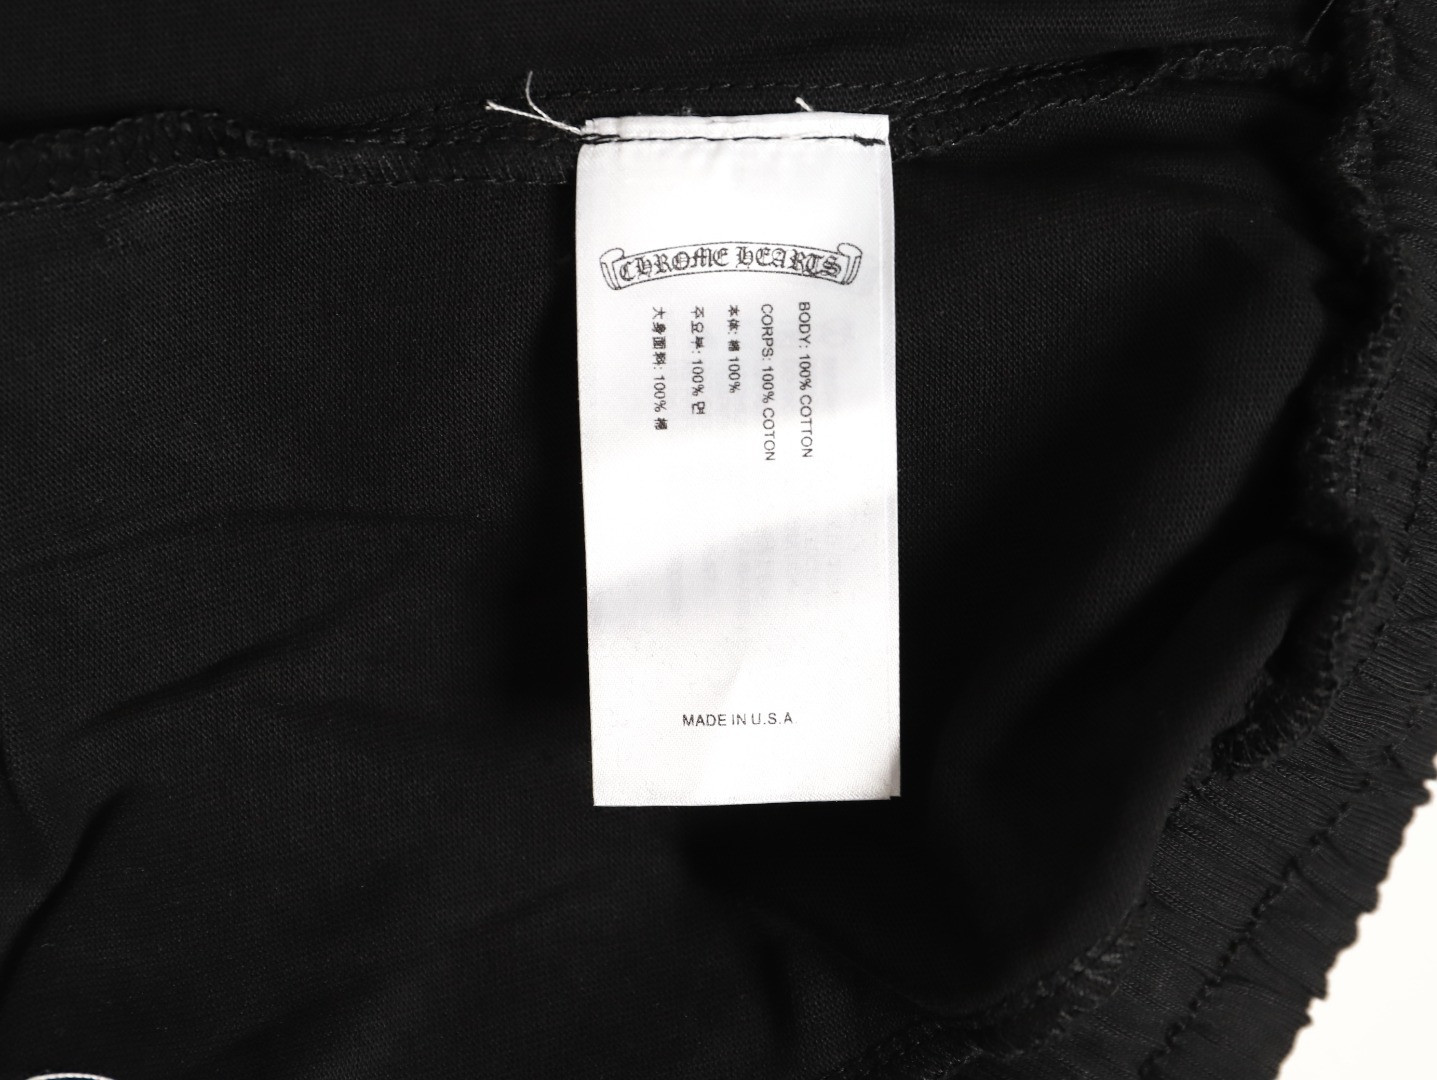 CHROME HEARTS
BODY: 100% COTTON
CORPS: 100% COTON
本体: 綿 100%
주요부: 100% 면
大身面料: 100% 棉
MADE IN U.S.A